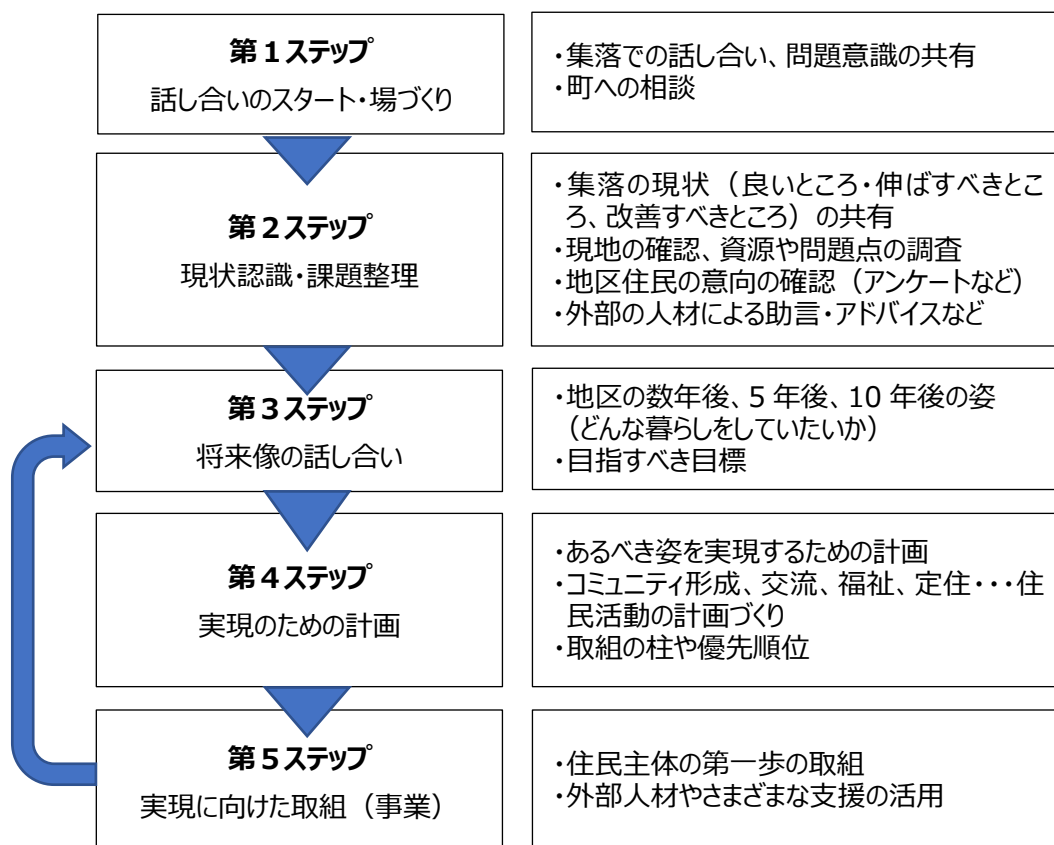 第１ステップ
話し合いのスタート・場づくり
・集落での話し合い、問題意識の共有
・町への相談
第２ステップ
現状認識・課題整理
・集落の現状（良いところ・伸ばすべきとこ
ろ、改善すべきところ）の共有
・現地の確認、資源や問題点の調査
・地区住民の意向の確認（アンケートなど）
・外部の人材による助言・アドバイスなど
第３ステップ
将来像の話し合い
・地区の数年後、5 年後、10 年後の姿
（どんな暮らしをしていたいか）
・目指すべき目標
第４ステップ
実現のための計画
・あるべき姿を実現するための計画
・コミュニティ形成、交流、福祉、定住・・・住
民活動の計画づくり
・取組の柱や優先順位
第５ステップ
実現に向けた取組（事業）
・住民主体の第一歩の取組
・外部人材やさまざまな支援の活用